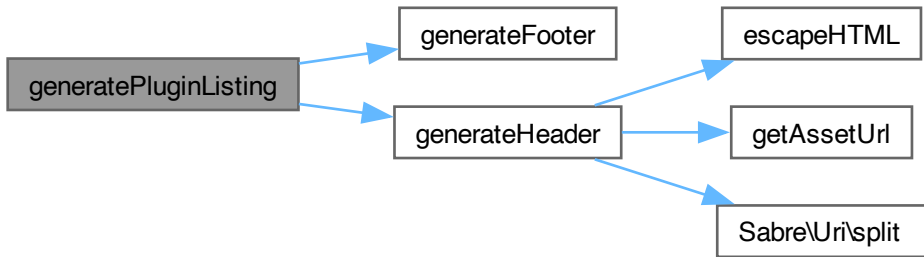 generatePluginListing
generateFooter
generateHeader
escapeHTML
getAssetUrl
Sabre\Uri\split